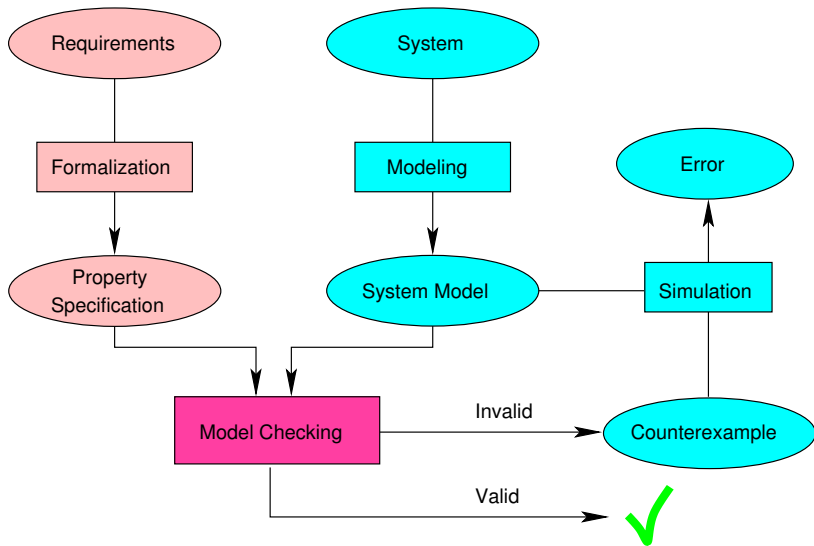 Requirements
System
Formalization
Modeling
Error
Property
Specification
System Model
Simulation
Model Checking
Invalid
Counterexample
Valid